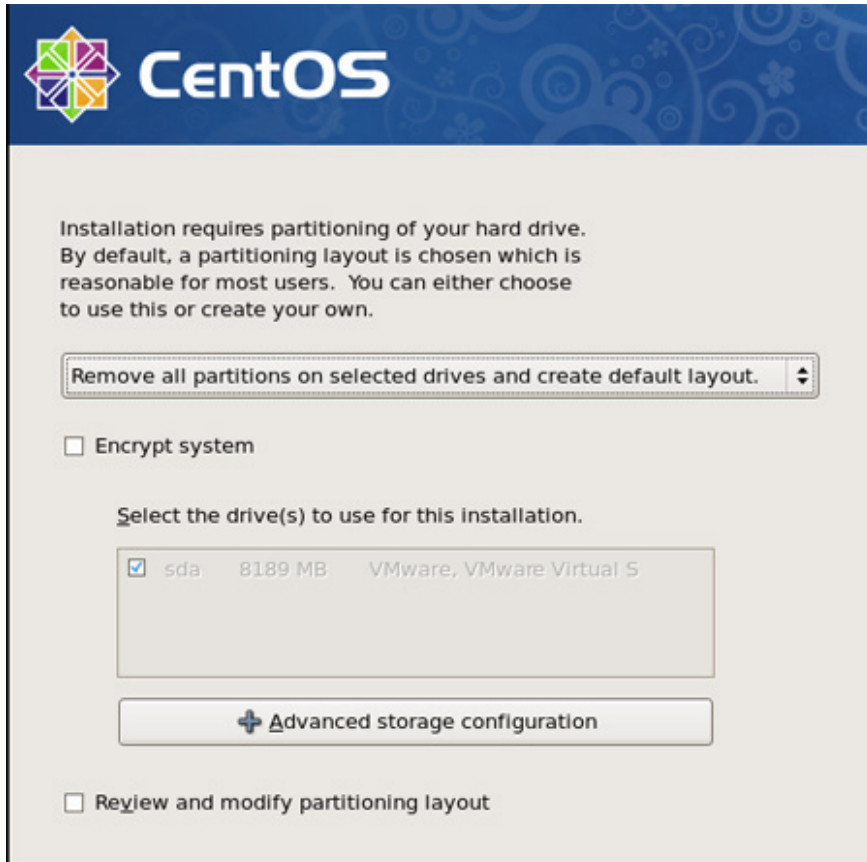 CentOS
Installation requires partitioning of your hard drive.
By default, a partitioning layout is chosen which is
reasonable for most users. You can either choose
to use this or create your own.
Remove all partitions on selected drives and create default layout.
Encrypt system
Select the drive(s) to use for this installation.
sda 8189 MB VMware, VMware Virtual S
Advanced storage configuration
Review and modify partitioning layout